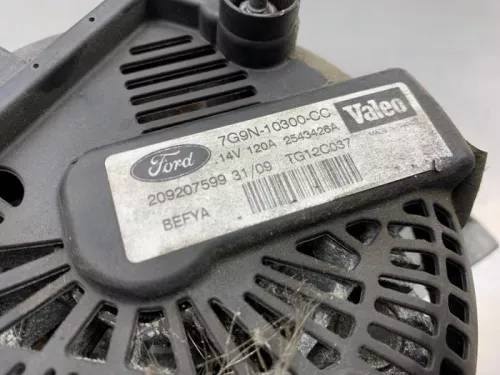 7G9N-10300-CC Valeo
Ford 14V 120A 2543426A
209207599 31/09 TG12C037
BEFYA